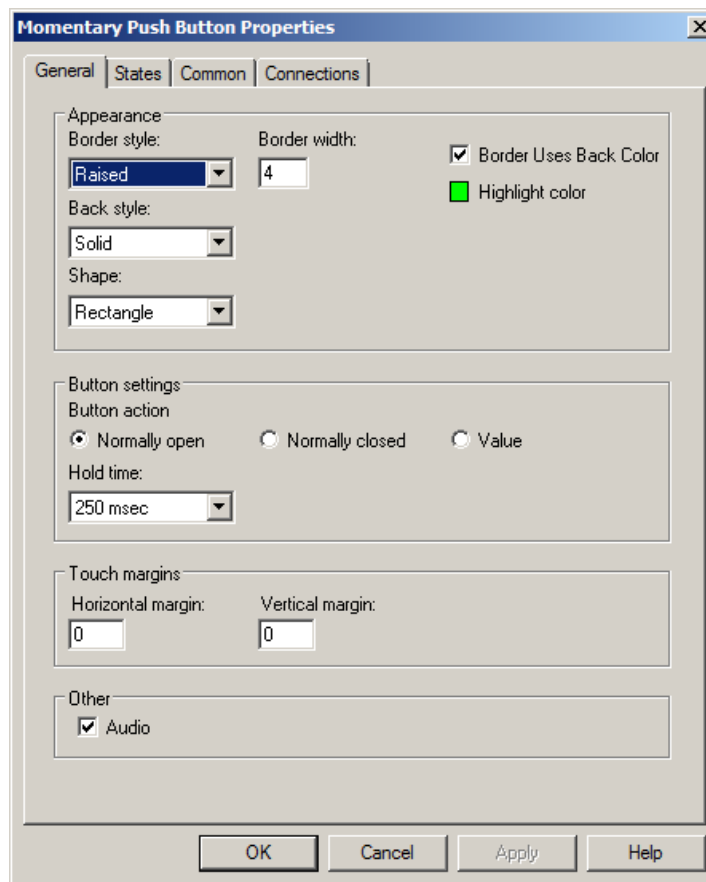 Momentary Push Button Properties
General States Common Connections
Appearance
Border style: Border width:
Raised 4 Border Uses Back Color
Highlight color
Back style:
Solid
Shape:
Rectangle
Button settings
Button action
Normally open Normally closed Value
Hold time:
250 msec
Touch margins
Horizontal margin: Vertical margin:
0 0
Other
Audio
OK Cancel Apply Help